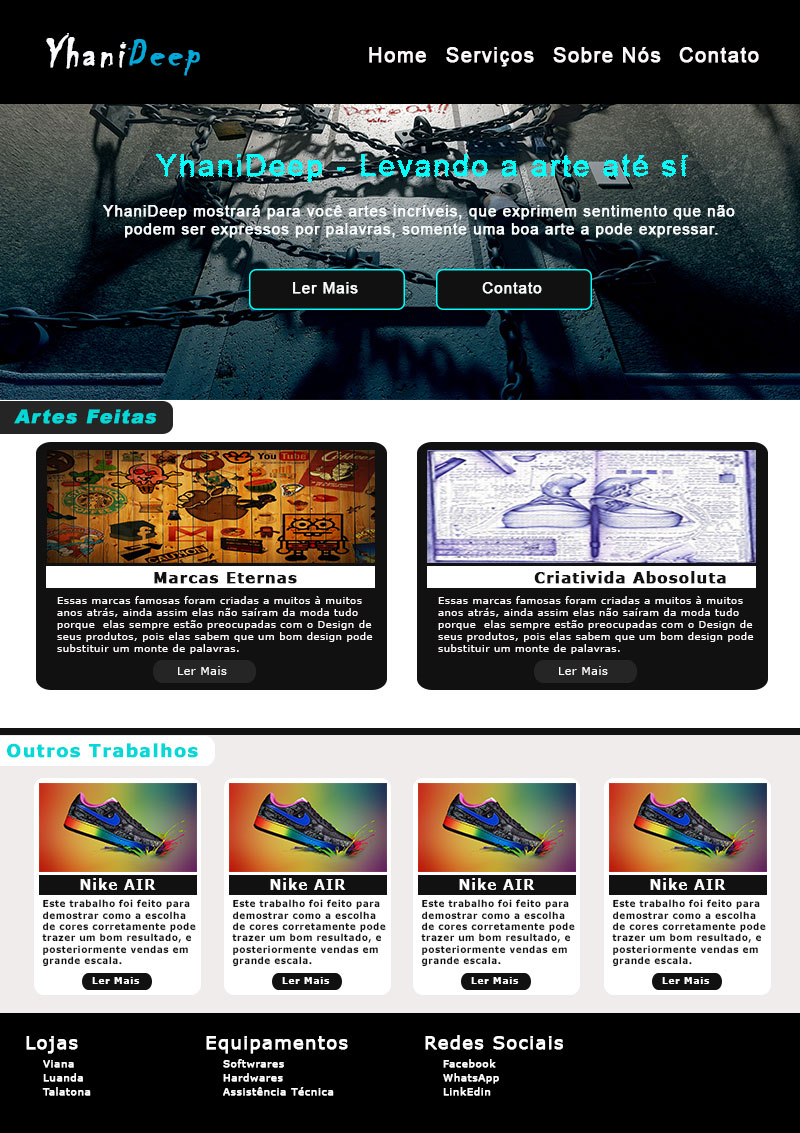 YhaniDeep
Home Serviços Sobre Nós Contato
Don't go Out!!
YhaniDeep - Levando a arte até sí
YhaniDeep mostrará para você artes incríveis, que exprimem sentimento que não
podem ser expressos por palavras, somente uma boa arte a pode expressar.
Ler Mais Contato
Artes Feitas
You Tube
CAUTION
Marcas Eternas
Essas marcas famosas foram criadas a muitos à muitos
anos atrás, ainda assim elas não saíram da moda tudo
porque elas sempre estão preocupadas com o Design de
seus produtos, pois elas sabem que um bom design pode
substituir um monte de palavras.
Ler Mais
Criativida Abosoluta
Essas marcas famosas foram criadas a muitos à muitos
anos atrás, ainda assim elas não saíram da moda tudo
porque elas sempre estão preocupadas com o Design de
seus produtos, pois elas sabem que um bom design pode
substituir um monte de palavras.
Ler Mais
Outros Trabalhos
Nike AIR
Este trabalho foi feito para
demostrar como a escolha
de cores corretamente pode
trazer um bom resultado, e
posteriormente vendas em
grande escala.
Ler Mais
Nike AIR
Este trabalho foi feito para
demostrar como a escolha
de cores corretamente pode
trazer um bom resultado, e
posteriormente vendas em
grande escala.
Ler Mais
Nike AIR
Este trabalho foi feito para
demostrar como a escolha
de cores corretamente pode
trazer um bom resultado, e
posteriormente vendas em
grande escala.
Ler Mais
Nike AIR
Este trabalho foi feito para
demostrar como a escolha
de cores corretamente pode
trazer um bom resultado, e
posteriormente vendas em
grande escala.
Ler Mais
Lojas
Viana
Luanda
Talatona
Equipamentos
Softwrares
Hardwares
Assistência Técnica
Redes Sociais
Facebook
WhatsApp
LinkEdin